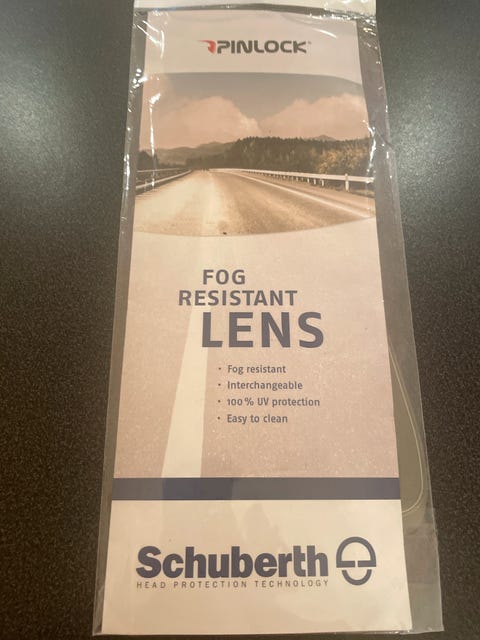 PINLOCK®
FOG
RESISTANT
LENS
• Fog resistant
• Interchangeable
• 100% UV protection
• Easy to clean
Schuberth
HEAD PROTECTION TECHNOLOGY